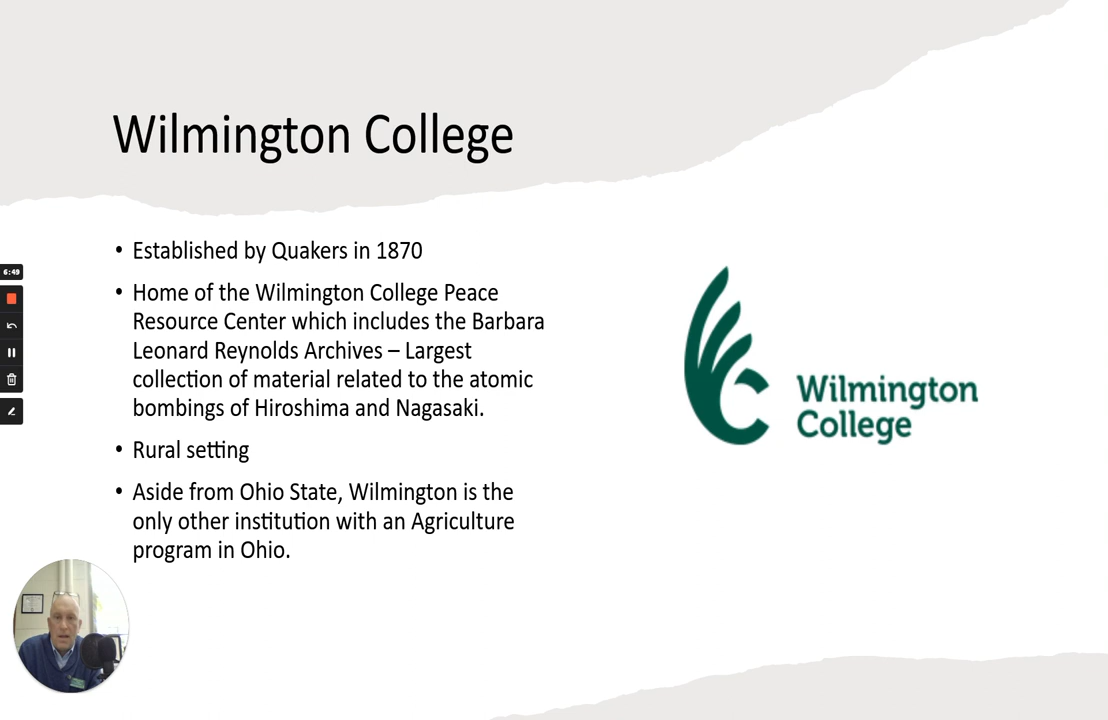 Wilmington College
• Established by Quakers in 1870
• Home of the Wilmington College Peace
Resource Center which includes the Barbara
Leonard Reynolds Archives – Largest
collection of material related to the atomic
bombings of Hiroshima and Nagasaki.
• Rural setting
• Aside from Ohio State, Wilmington is the
only other institution with an Agriculture
program in Ohio.
Wilmington
College
6:49